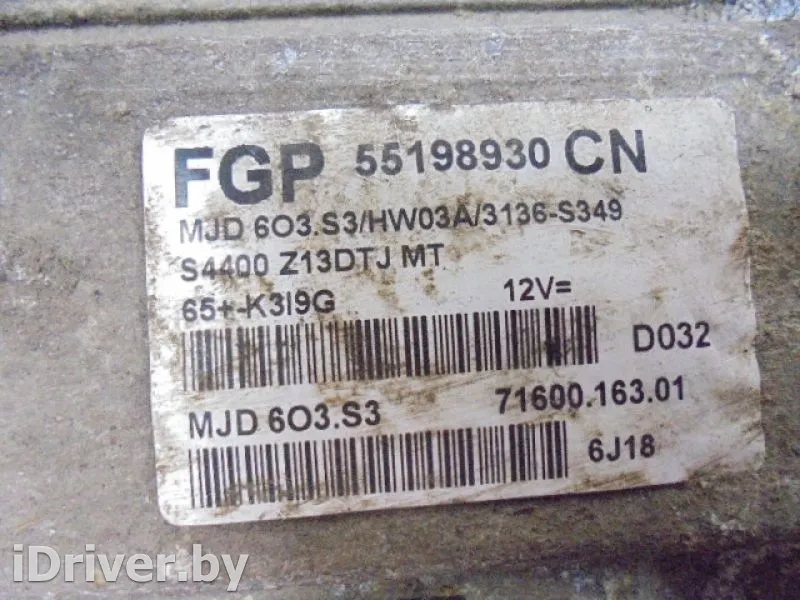 FGP 55198930 CN
MJD 6O3.S3/HW03A/3136-S349
S4400 Z13DTJ MT
65+-K3I9G 12V=
D032
MJD 6O3.S3 71600.163.01
6J18
iDriver.by